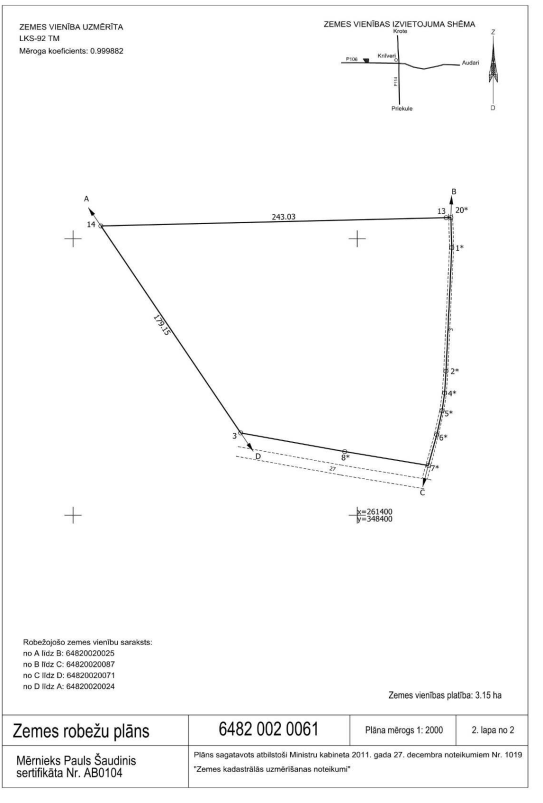 ZEMES VIENĪBA UZMĒRĪTA
LKS-92 TM
Mēroga koeficients: 0.999882
ZEMES VIENĪBAS IZVIETOJUMA SHĒMA
Krote
Z
P106
Knīveri
Audari
P114
Priekule
D
A
B
14
243.03
13
20*
1*
179.15
5
2*
4*
5*
6*
3
D
8*
27
7*
C
x=261400
y=348400
Robežojošo zemes vienību saraksts:
no A līdz B: 64820020025
no B līdz C: 64820020087
no C līdz D: 64820020071
no D līdz A: 64820020024
Zemes vienības platība: 3.15 ha
Zemes robežu plāns
6482 002 0061
Plāna mērogs 1: 2000
2. lapa no 2
Mērnieks Pauls Šaudinis
sertifikāta Nr. AB0104
Plāns sagatavots atbilstoši Ministru kabineta 2011. gada 27. decembra noteikumiem Nr. 1019
"Zemes kadastrālās uzmērīšanas noteikumi"